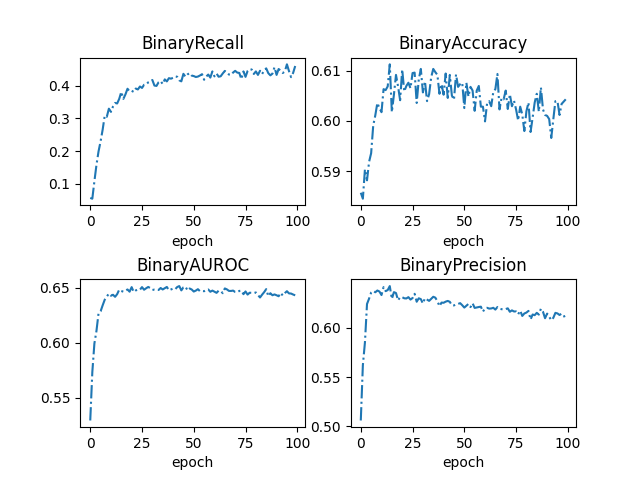 BinaryRecall
0.4
0.3
0.2
0.1
0 25 50 75 100
epoch
BinaryAccuracy
0.61
0.60
0.59
0 25 50 75 100
epoch
BinaryAUROC
0.65
0.60
0.55
0 25 50 75 100
epoch
BinaryPrecision
0.60
0.55
0.50
0 25 50 75 100
epoch